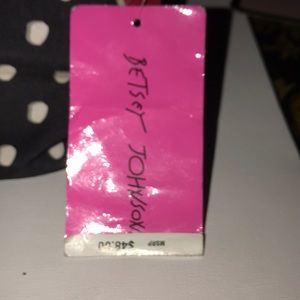 BETSEY JOHNSON.
MSRP $48.00